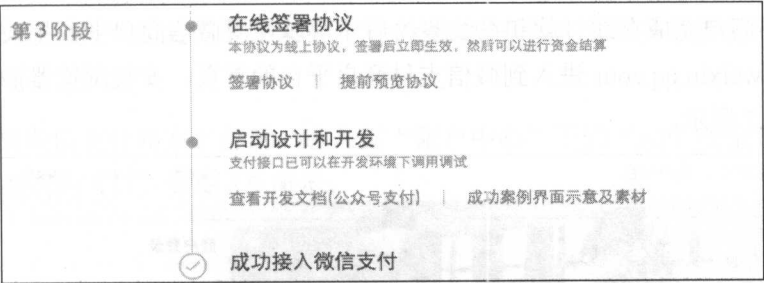 第3阶段
在线签署协议
本协议为线上协议，签署后立即生效，然后可以进行资金结算
签署协议 | 提前预览协议
启动设计和开发
支付接口已可以在开发环境下调用调试
查看开发文档(公众号支付) | 成功案例界面示意及素材
成功接入微信支付